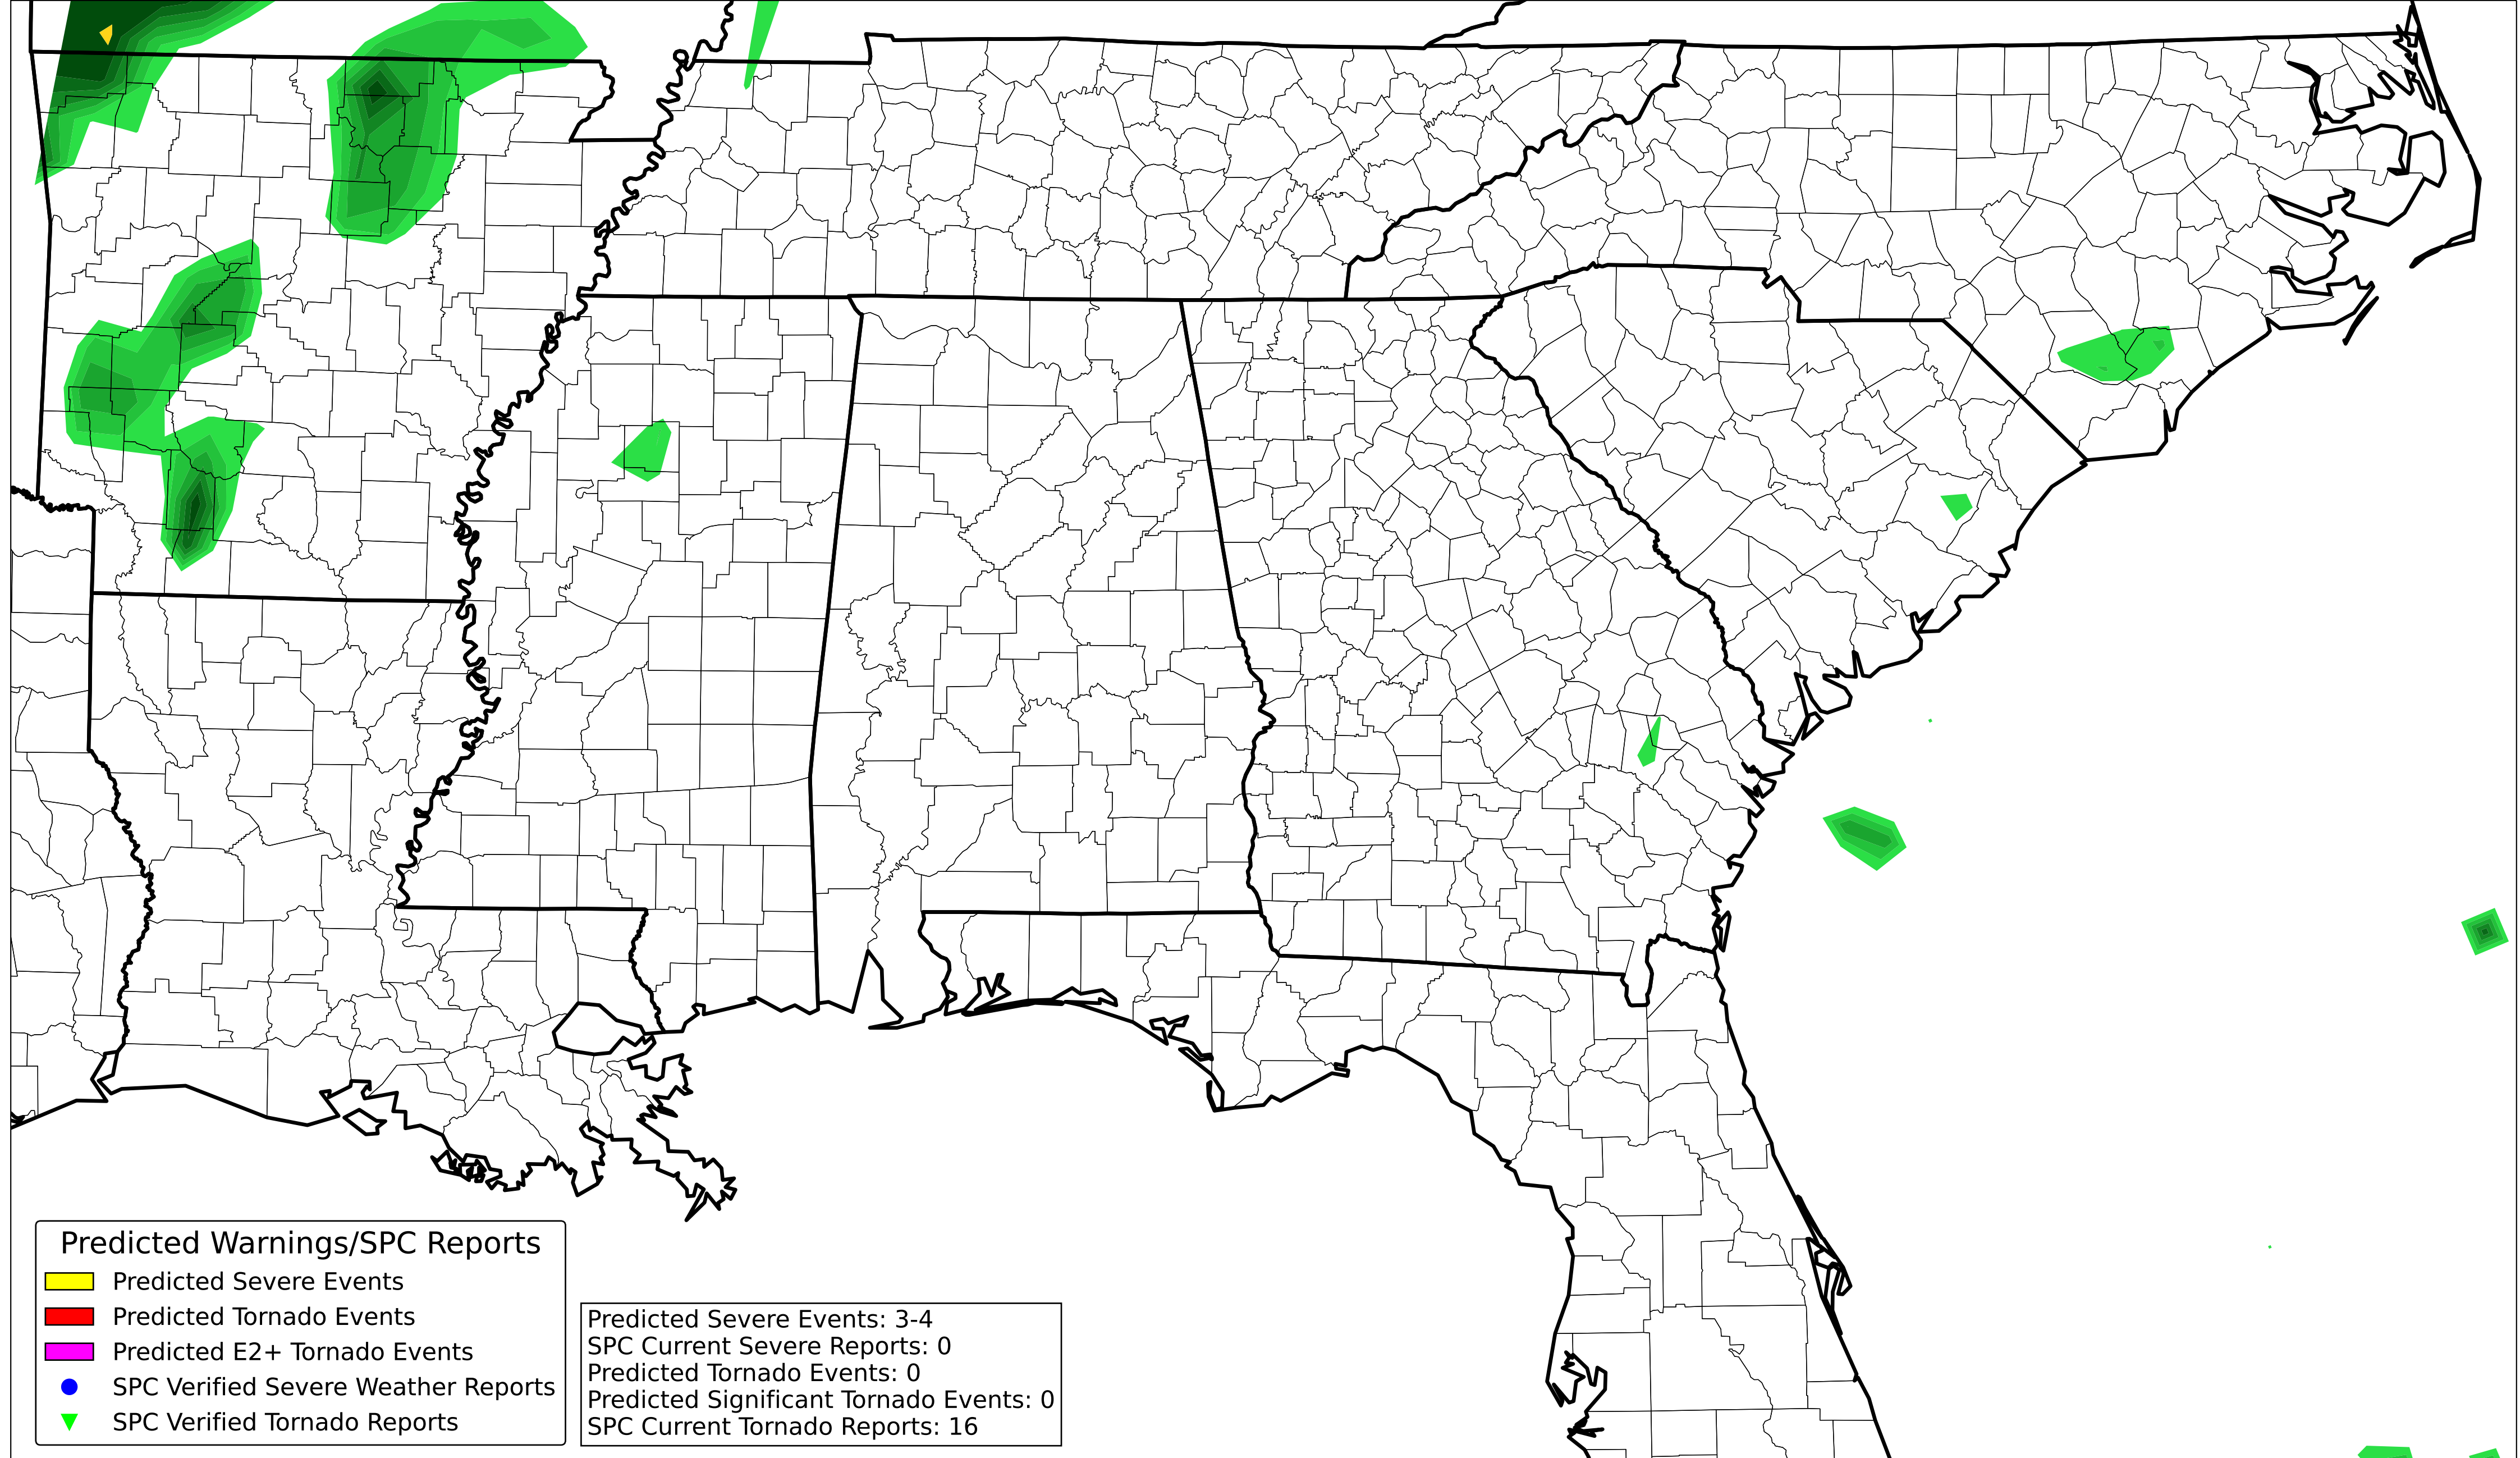 Predicted Warnings/SPC Reports
Predicted Severe Events
Predicted Tornado Events
Predicted E2+ Tornado Events
SPC Verified Severe Weather Reports
SPC Verified Tornado Reports
Predicted Severe Events: 3-4
SPC Current Severe Reports: 0
Predicted Tornado Events: 0
Predicted Significant Tornado Events: 0
SPC Current Tornado Reports: 16